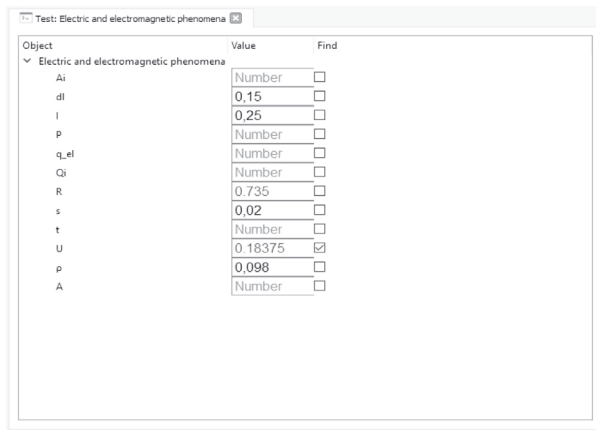 Test: Electric and electromagnetic phenomena
Object Value Find
Electric and electromagnetic phenomena
Ai Number
dl 0,15
I 0,25
P Number
q_el Number
Qi Number
R 0.735
s 0,02
t Number
U 0.18375
ρ 0,098
A Number